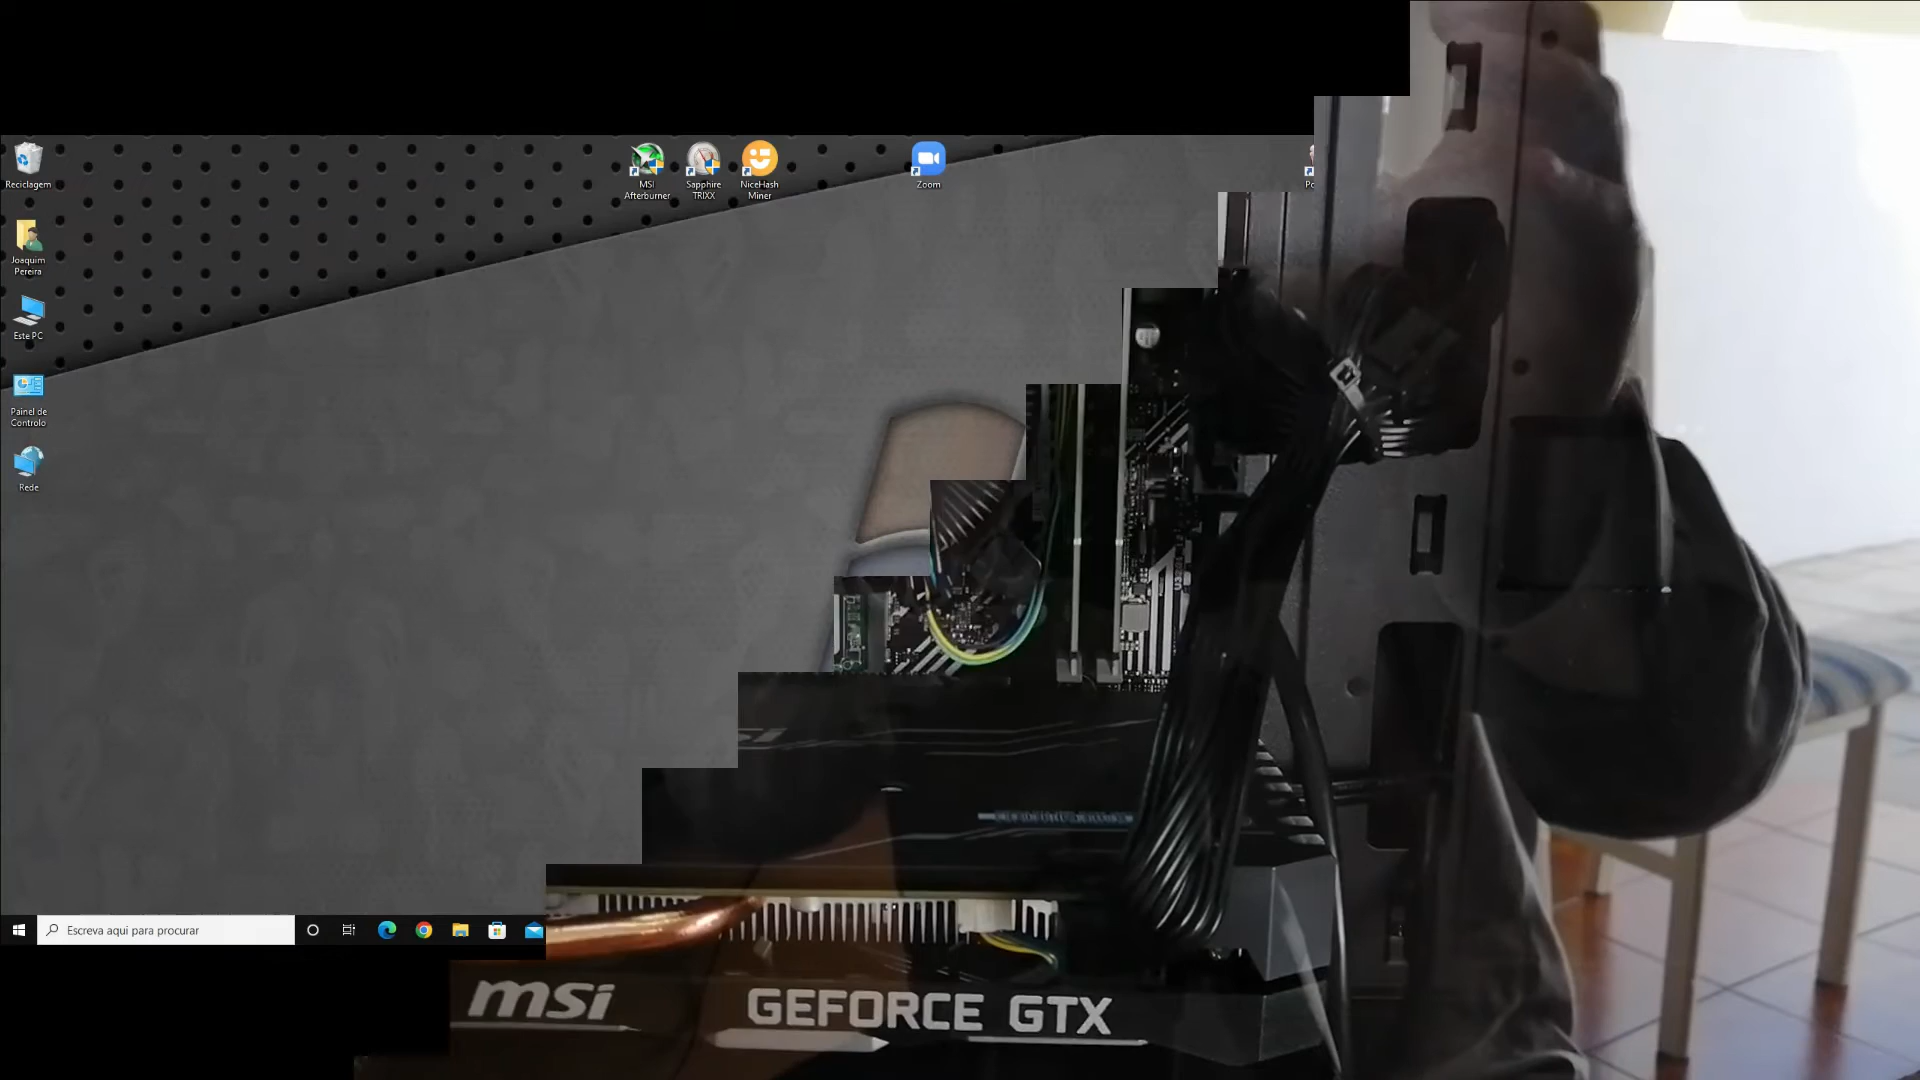 Reciclagem
MSI
Afterburner
Sapphire
TRIXX
NiceHash
Miner
Zoom
Joaquim
Pereira
Este PC
Painel de
Controlo
Rede
Escreva aqui para procurar
msi
GEFORCE GTX